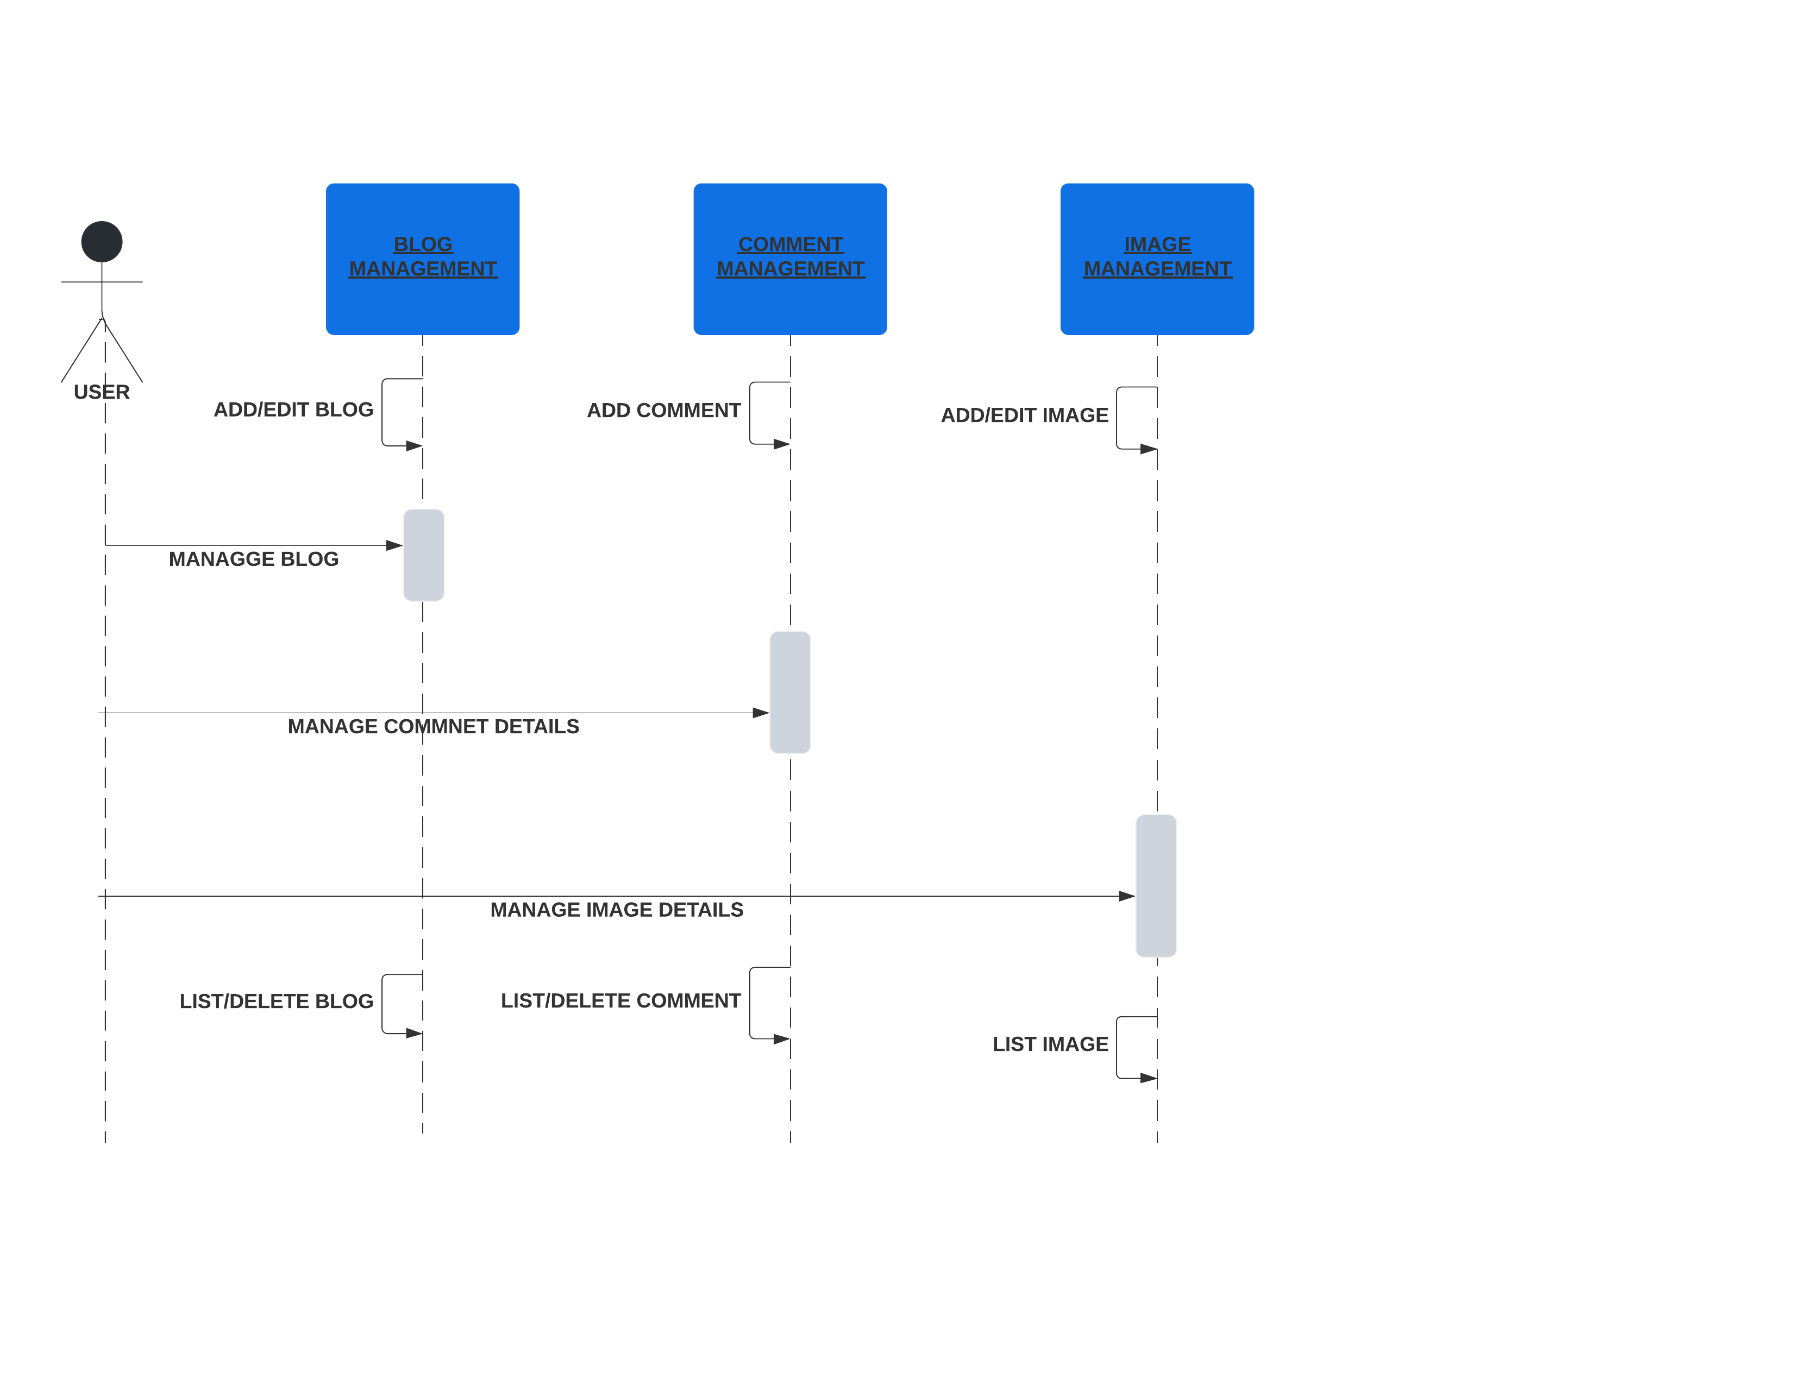 BLOG
MANAGEMENT
COMMENT
MANAGEMENT
IMAGE
MANAGEMENT
USER
ADD/EDIT BLOG
ADD COMMENT
ADD/EDIT IMAGE
MANAGGE BLOG
MANAGE COMMNET DETAILS
MANAGE IMAGE DETAILS
LIST/DELETE BLOG
LIST/DELETE COMMENT
LIST IMAGE